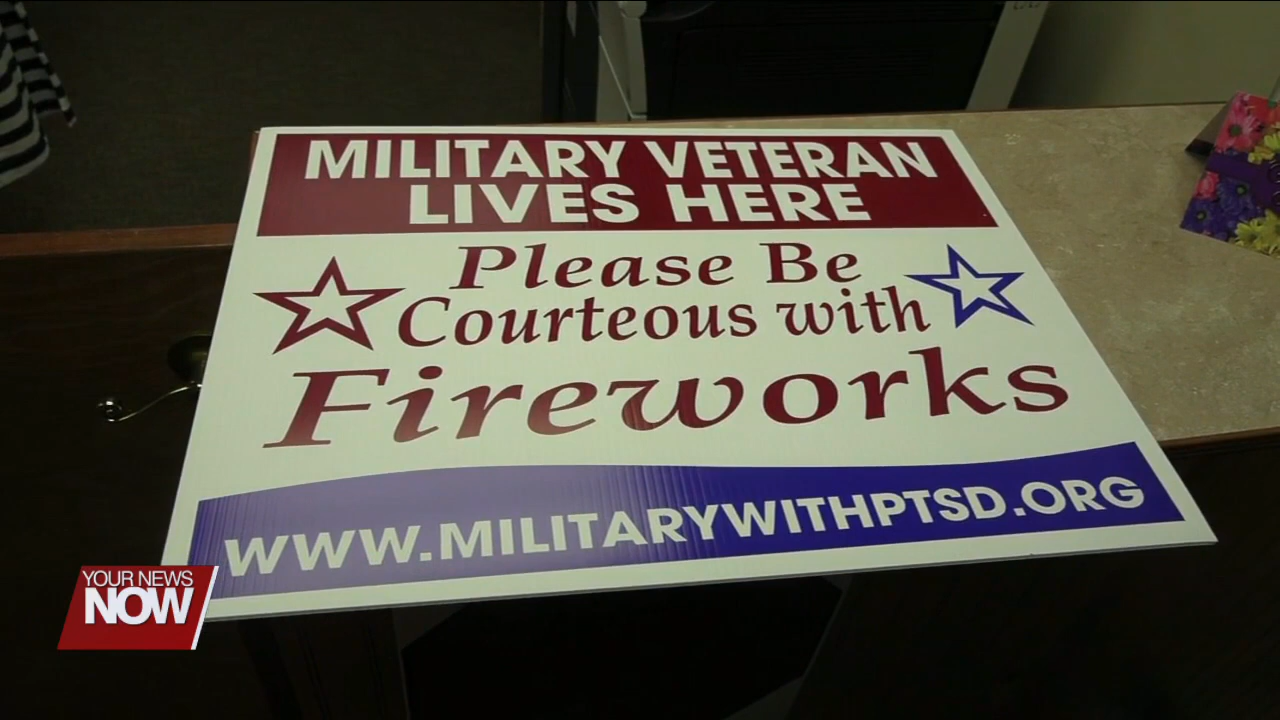 MILITARY VETERAN
LIVES HERE
Please Be
Courteous with
Fireworks
WWW.MILITARYWITHPTSD.ORG
YOUR NEWS
NOW